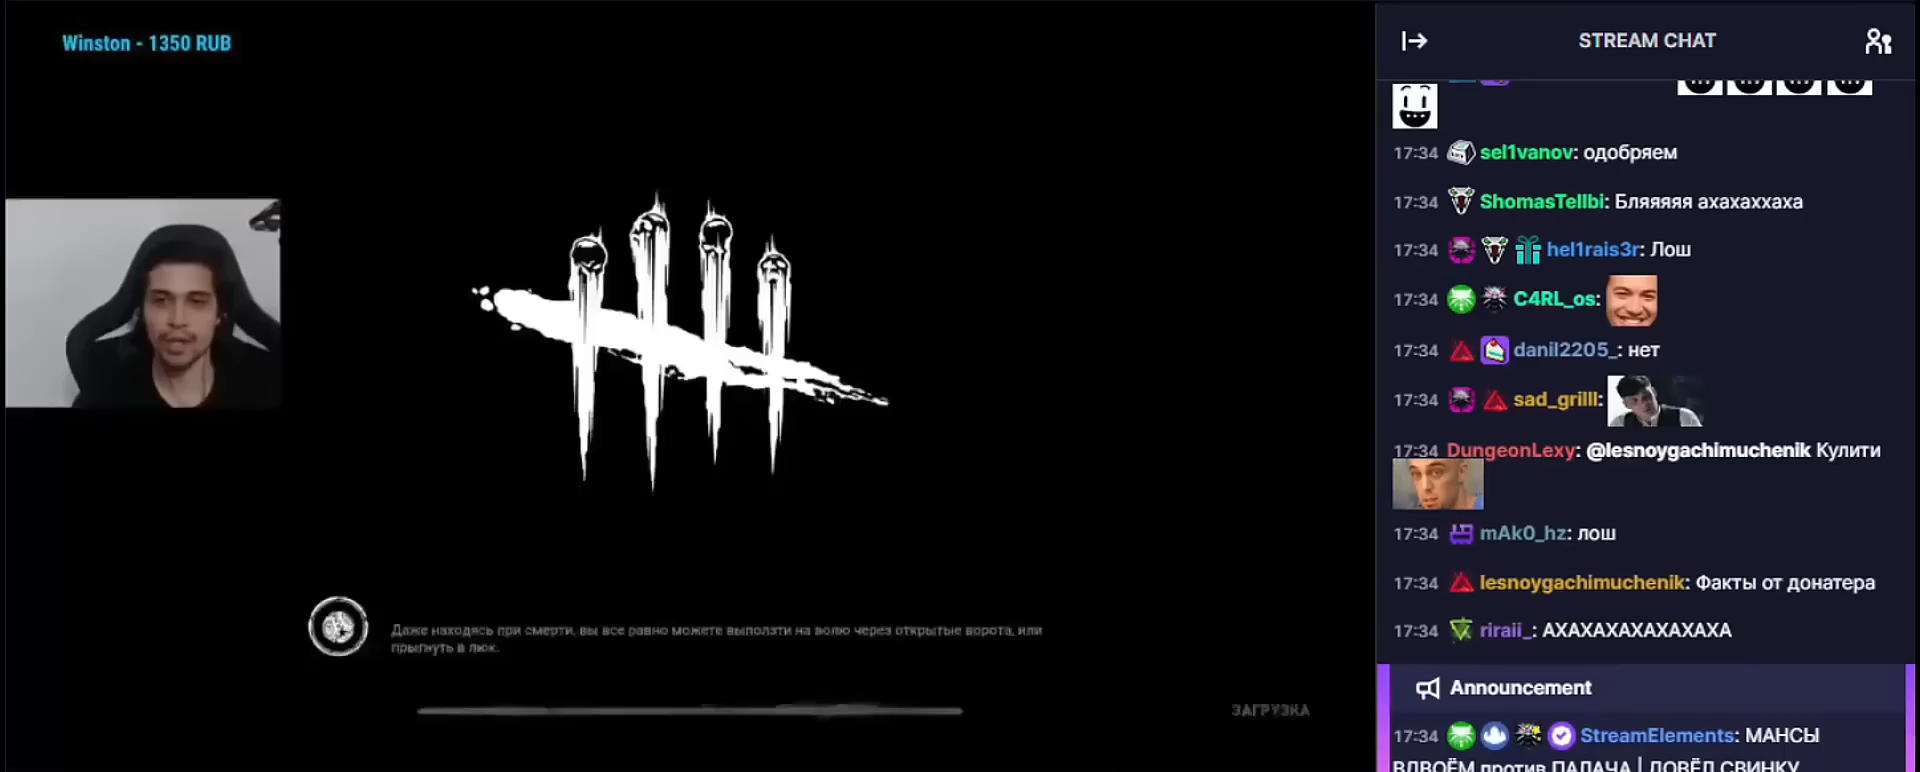 Winston - 1350 RUB
Даже находясь при смерти, вы все равно можете выползти на волю через открытые ворота, или
прыгнуть в люк.
ЗАГРУЗКА
STREAM CHAT
17:34 sel1vanov: одобряем
17:34 ShomasTellbi: Бляяяяя ахахаххаха
17:34 hel1rais3r: Лош
17:34 C4RL_os:
17:34 danil2205_: нет
17:34 sad_grilll:
17:34 DungeonLexy: @lesnoygachimuchenik Кулити
17:34 mAk0_hz: лош
17:34 lesnoygachimuchenik: Факты от донатера
17:34 riraii_: АХАХАХАХАХАХАХА
Announcement
17:34 StreamElements: МАНСЫ
ВДВОЁМ против ПАЛАЧА | ДОВЁЛ СВИНКУ